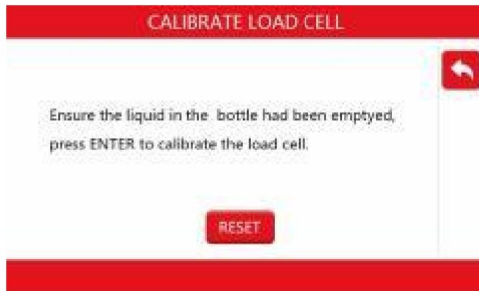 CALIBRATE LOAD CELL
Ensure the liquid in the bottle had been emptyed,
press ENTER to calibrate the load cell.
RESET